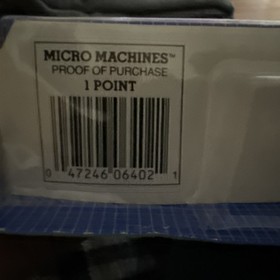 MICRO MACHINES™
PROOF OF PURCHASE
1 POINT
0 47246 06402 1